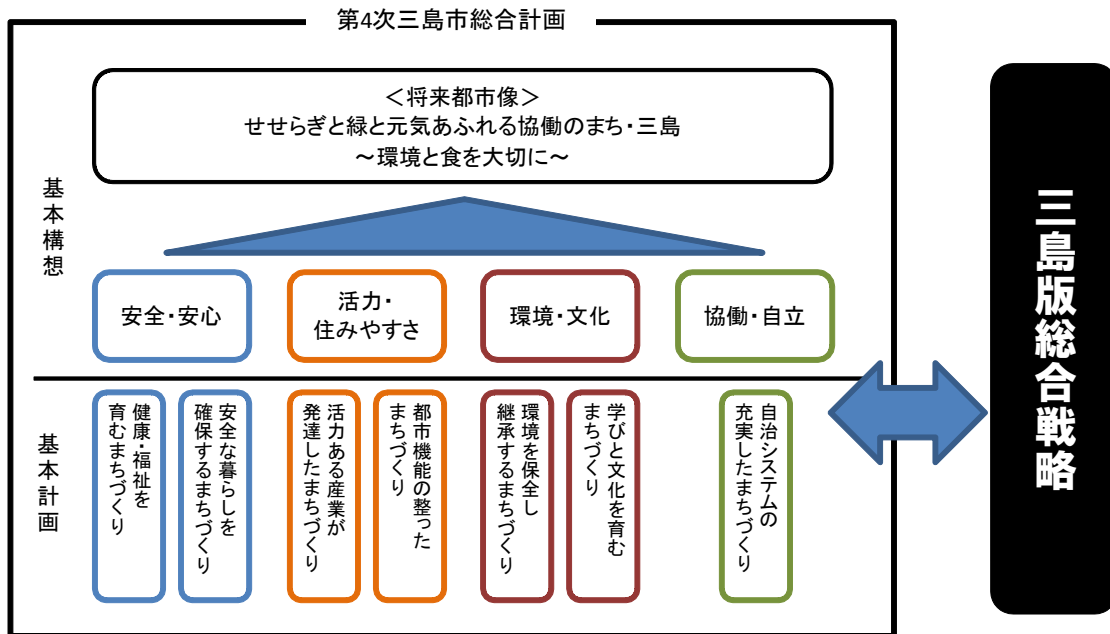 第4次三島市総合計画
＜将来都市像＞
せせらぎと緑と元気あふれる協働のまち・三島
～環境と食を大切に～
基本構想
安全・安心
活力・
住みやすさ
環境・文化
協働・自立
基本計画
健康・福祉を
育むまちづくり
安全な暮らしを
確保するまちづくり
活力ある産業が
発達したまちづくり
都市機能の整った
まちづくり
環境を保全し
継承するまちづくり
学びと文化を育む
まちづくり
自治システムの
充実したまちづくり
三島版総合戦略